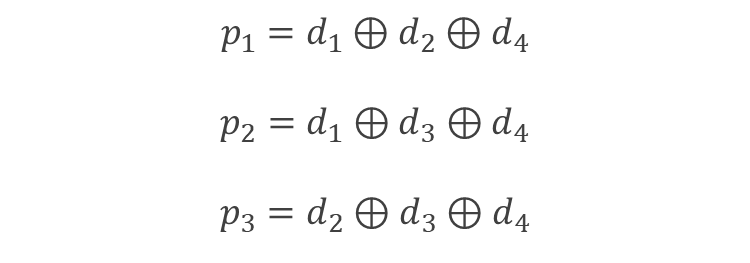 p₁ = d₁ ⊕ d₂ ⊕ d₄
p₂ = d₁ ⊕ d₃ ⊕ d₄
p₃ = d₂ ⊕ d₃ ⊕ d₄